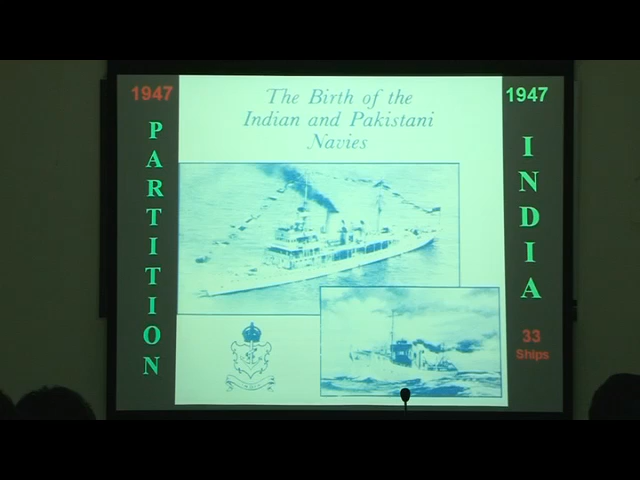 1947
PARTITION
The Birth of the
Indian and Pakistani
Navies
1947
INDIA
33
Ships